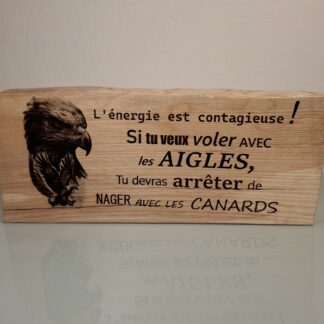 L'énergie est contagieuse !
Si tu veux voler AVEC
les AIGLES,
Tu devras arrêter de
NAGER AVEC LES CANARDS